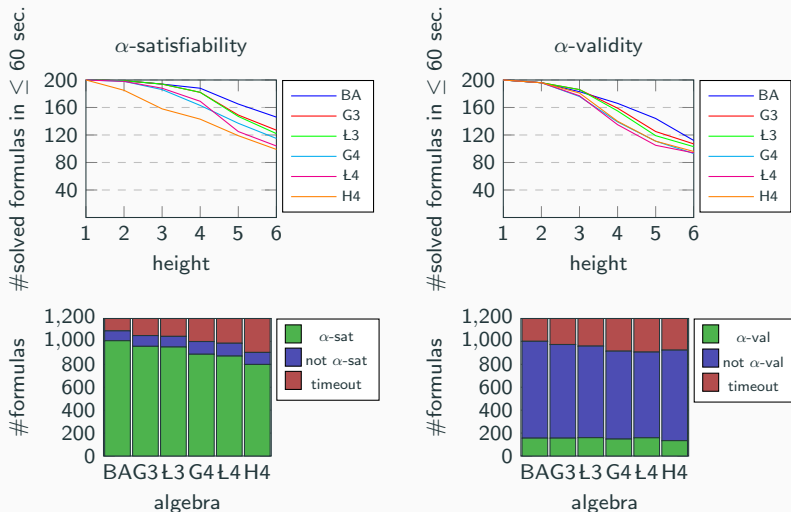 α-satisfiability
#solved formulas in ≤ 60 sec.
200
160
120
80
40
1 2 3 4 5 6
height
BA
G3
Ł3
G4
Ł4
H4
α-validity
#solved formulas in ≤ 60 sec.
200
160
120
80
40
1 2 3 4 5 6
height
BA
G3
Ł3
G4
Ł4
H4
#formulas
1,200
1,000
800
600
400
200
0
BA G3 Ł3 G4 Ł4 H4
algebra
α-sat
not α-sat
timeout
#formulas
1,200
1,000
800
600
400
200
0
BA G3 Ł3 G4 Ł4 H4
algebra
α-val
not α-val
timeout